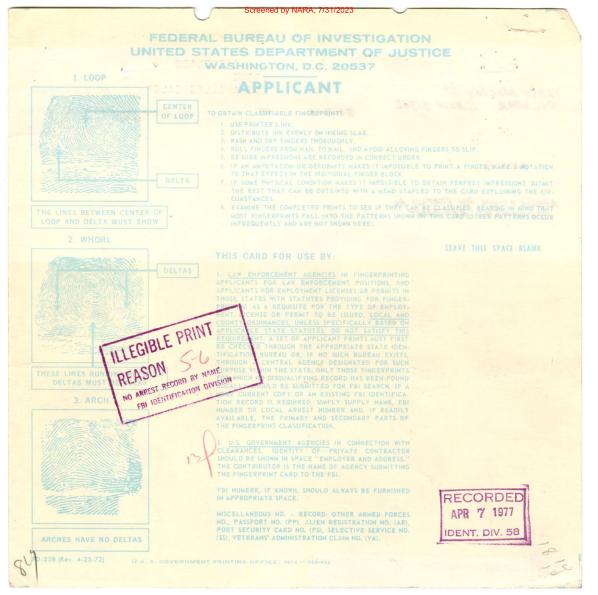 Screened by NARA, 7/31/2023
FEDERAL BUREAU OF INVESTIGATION
UNITED STATES DEPARTMENT OF JUSTICE
WASHINGTON, D.C. 20537
APPLICANT
1. LOOP
CENTER
OF LOOP
DELTA
THE LINES BETWEEN CENTER OF
LOOP AND DELTA MUST SHOW
TO OBTAIN CLASSIFIABLE FINGERPRINTS
1. USE PRINTER'S INK.
2. DISTRIBUTE INK EVENLY ON INKING SLAB.
3. WASH AND DRY FINGERS THOROUGHLY.
4. ROLL FINGERS FROM NAIL TO NAIL, AND AVOID ALLOWING FINGERS TO SLIP.
5. BE SURE IMPRESSIONS ARE RECORDED IN CORRECT ORDER.
6. IF AN AMPUTATION OR DEFORMITY MAKES IT IMPOSSIBLE TO PRINT A FINGER, MAKE A NOTATION
TO THAT EFFECT IN THE INDIVIDUAL FINGER BLOCK.
7. IF SOME PHYSICAL CONDITION MAKES IT IMPOSSIBLE TO OBTAIN PERFECT IMPRESSIONS, SUBMIT
THE BEST THAT CAN BE OBTAINED WITH A MEMO STAPLED TO THE CARD EXPLAINING THE CIR-
CUMSTANCES.
8. EXAMINE THE COMPLETED PRINTS TO SEE IF THEY CAN BE CLASSIFIED, BEARING IN MIND THAT
MOST FINGERPRINTS FALL INTO THE PATTERNS SHOWN ON THIS CARD (OTHER PATTERNS OCCUR
INFREQUENTLY AND ARE NOT SHOWN HERE).
LEAVE THIS SPACE BLANK
2. WHORL
DELTAS
THESE LINES RUN
DELTAS MUST
3. ARCH
ARCHES HAVE NO DELTAS
THIS CARD FOR USE BY:
1. LAW ENFORCEMENT AGENCIES IN FINGERPRINTING
APPLICANTS FOR LAW ENFORCEMENT POSITIONS, AND
APPLICANTS FOR EMPLOYMENT LICENSES OR PERMITS IN
THOSE STATES WITH STATUTES PROVIDING FOR FINGER-
PRINTING AS A REQUISITE FOR THE TYPE OF EMPLOY-
MENT, LICENSE OR PERMIT TO BE ISSUED. LOCAL AND
COUNTY ORDINANCES, UNLESS SPECIFICALLY BASED ON
APPLICABLE STATE STATUTES, DO NOT SATISFY THIS
REQUIREMENT. A SET OF APPLICANT PRINTS MUST FIRST
BE CHECKED THROUGH THE APPROPRIATE STATE IDEN-
TIFICATION BUREAU OR, IF NO SUCH BUREAU EXISTS,
THROUGH A CENTRAL AGENCY DESIGNATED FOR SUCH
PURPOSE WITHIN THE STATE. ONLY THOSE FINGERPRINTS
ON WHICH NO DISQUALIFYING RECORD HAS BEEN FOUND
SHOULD BE SUBMITTED FOR FBI SEARCH. IF A
CURRENT COPY OR AN EXISTING FBI IDENTIFICA-
TION RECORD IS REQUIRED, SIMPLY SUPPLY NAME, FBI
NUMBER OR LOCAL ARREST NUMBER AND, IF READILY
AVAILABLE, THE PRIMARY AND SECONDARY PARTS OF
THE FINGERPRINT CLASSIFICATION.
2. U.S. GOVERNMENT AGENCIES IN CONNECTION WITH
CLEARANCES. IDENTITY OF PRIVATE CONTRACTOR
SHOULD BE SHOWN IN SPACE "EMPLOYER AND ADDRESS."
THE CONTRIBUTOR IS THE NAME OF AGENCY SUBMITTING
THE FINGERPRINT CARD TO THE FBI.
FBI NUMBER, IF KNOWN, SHOULD ALWAYS BE FURNISHED
IN APPROPRIATE SPACE.
MISCELLANEOUS NO. - RECORD: OTHER ARMED FORCES
NO., PASSPORT NO. (PP), ALIEN REGISTRATION NO. (AR),
PORT SECURITY CARD NO. (PS), SELECTIVE SERVICE NO.
(SS), VETERANS' ADMINISTRATION CLAIM NO. (VA).
ILLEGIBLE PRINT
REASON 5-6
NO ARREST RECORD BY NAME
FBI IDENTIFICATION DIVISION
RECORDED
APR 7 1977
IDENT. DIV. 58
FD-258 (Rev. 4-25-72)
U.S. GOVERNMENT PRINTING OFFICE